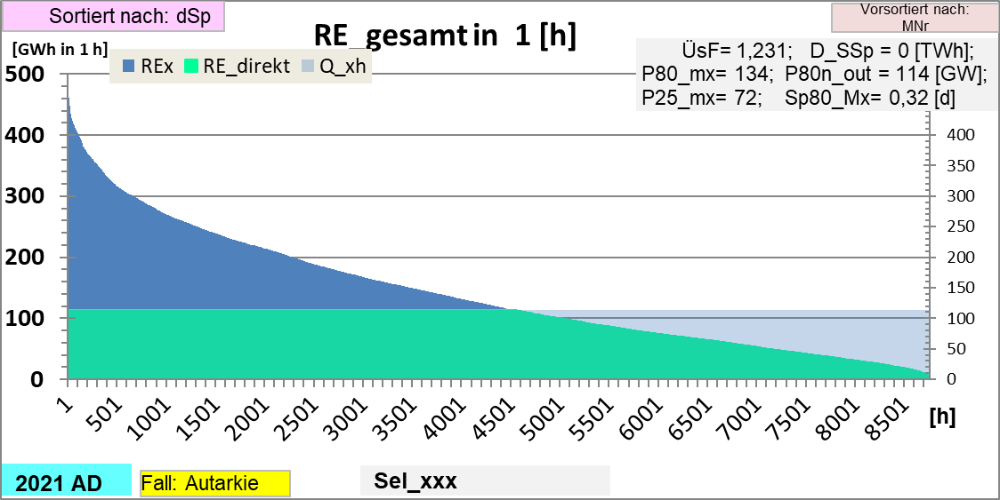 Sortiert nach: dSp
Vorsortiert nach:
MNr
[GWh in 1 h]
RE_gesamt in 1 [h]
REx RE_direkt Q_xh
ÜsF= 1,231; D_SSp = 0 [TWh];
P80_mx= 134; P80n_out = 114 [GW];
P25_mx= 72; Sp80_Mx= 0,32 [d]
500
400
300
200
100
0
400
350
300
250
200
150
100
50
0
1 501 1001 1501 2001 2501 3001 3501 4001 4501 5001 5501 6001 6501 7001 7501 8001 8501
[h]
2021 AD
Fall: Autarkie
Sel_xxx